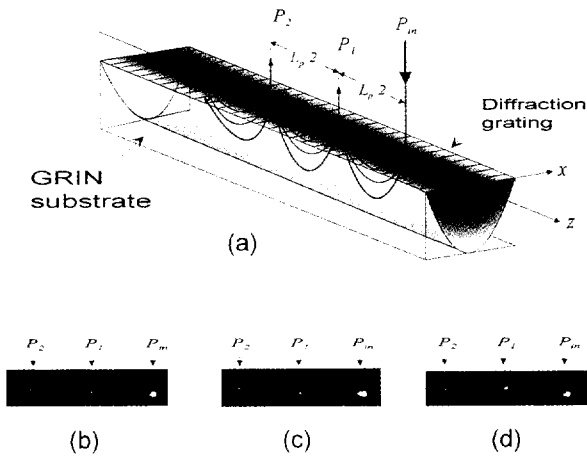 P2
P1
Pin
Lp 2
Lp 2
Diffraction
grating
x
GRIN
substrate
z
(a)
P2 P1 Pin
P2 P1 Pin
P2 P1 Pin
(b)
(c)
(d)